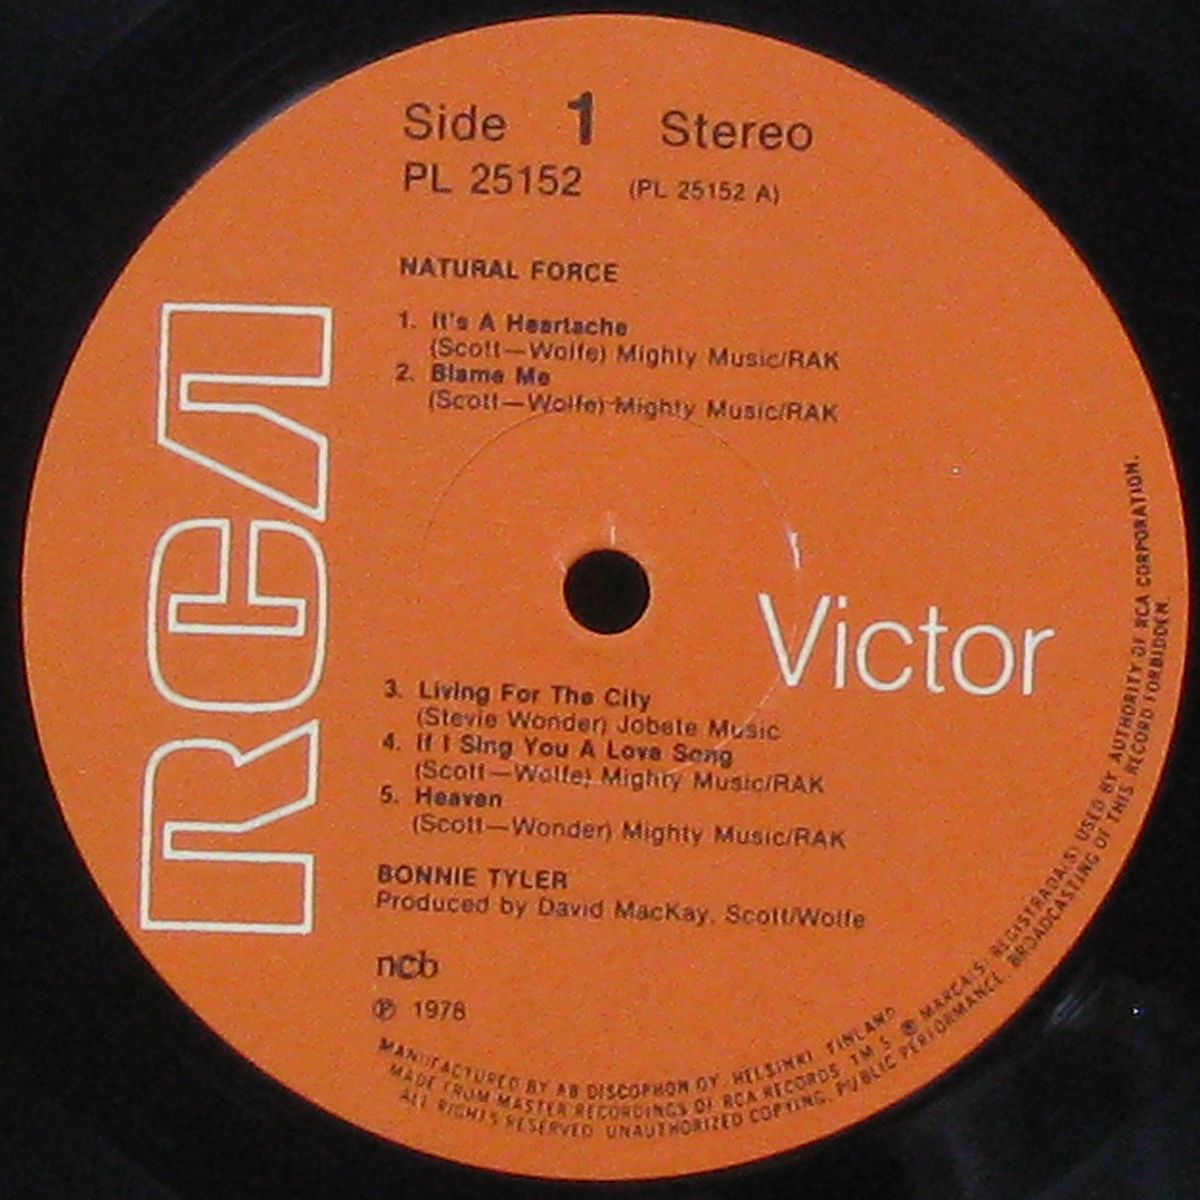 Side 1 Stereo
PL 25152 (PL 25152 A)
NATURAL FORCE
1. It's A Heartache
(Scott—Wolfe) Mighty Music/RAK
2. Blame Me
(Scott—Wolfe) Mighty Music/RAK
RCA
Victor
3. Living For The City
(Stevie Wonder) Jobete Music
4. If I Sing You A Love Song
(Scott—Wolfe) Mighty Music/RAK
5. Heaven
(Scott—Wonder) Mighty Music/RAK
BONNIE TYLER
Produced by David MacKay, Scott/Wolfe
ncb
℗ 1978
MANUFACTURED BY AB DISCOPHON OY, HELSINKI, FINLAND
MADE FROM MASTER RECORDINGS OF RCA RECORDS. TM.S. ® MARCA(S) REGISTRADA(S) USED BY AUTHORITY OF RCA CORPORATION.
ALL RIGHTS RESERVED. UNAUTHORIZED COPYING, PUBLIC PERFORMANCE, BROADCASTING OF THIS RECORD FORBIDDEN.